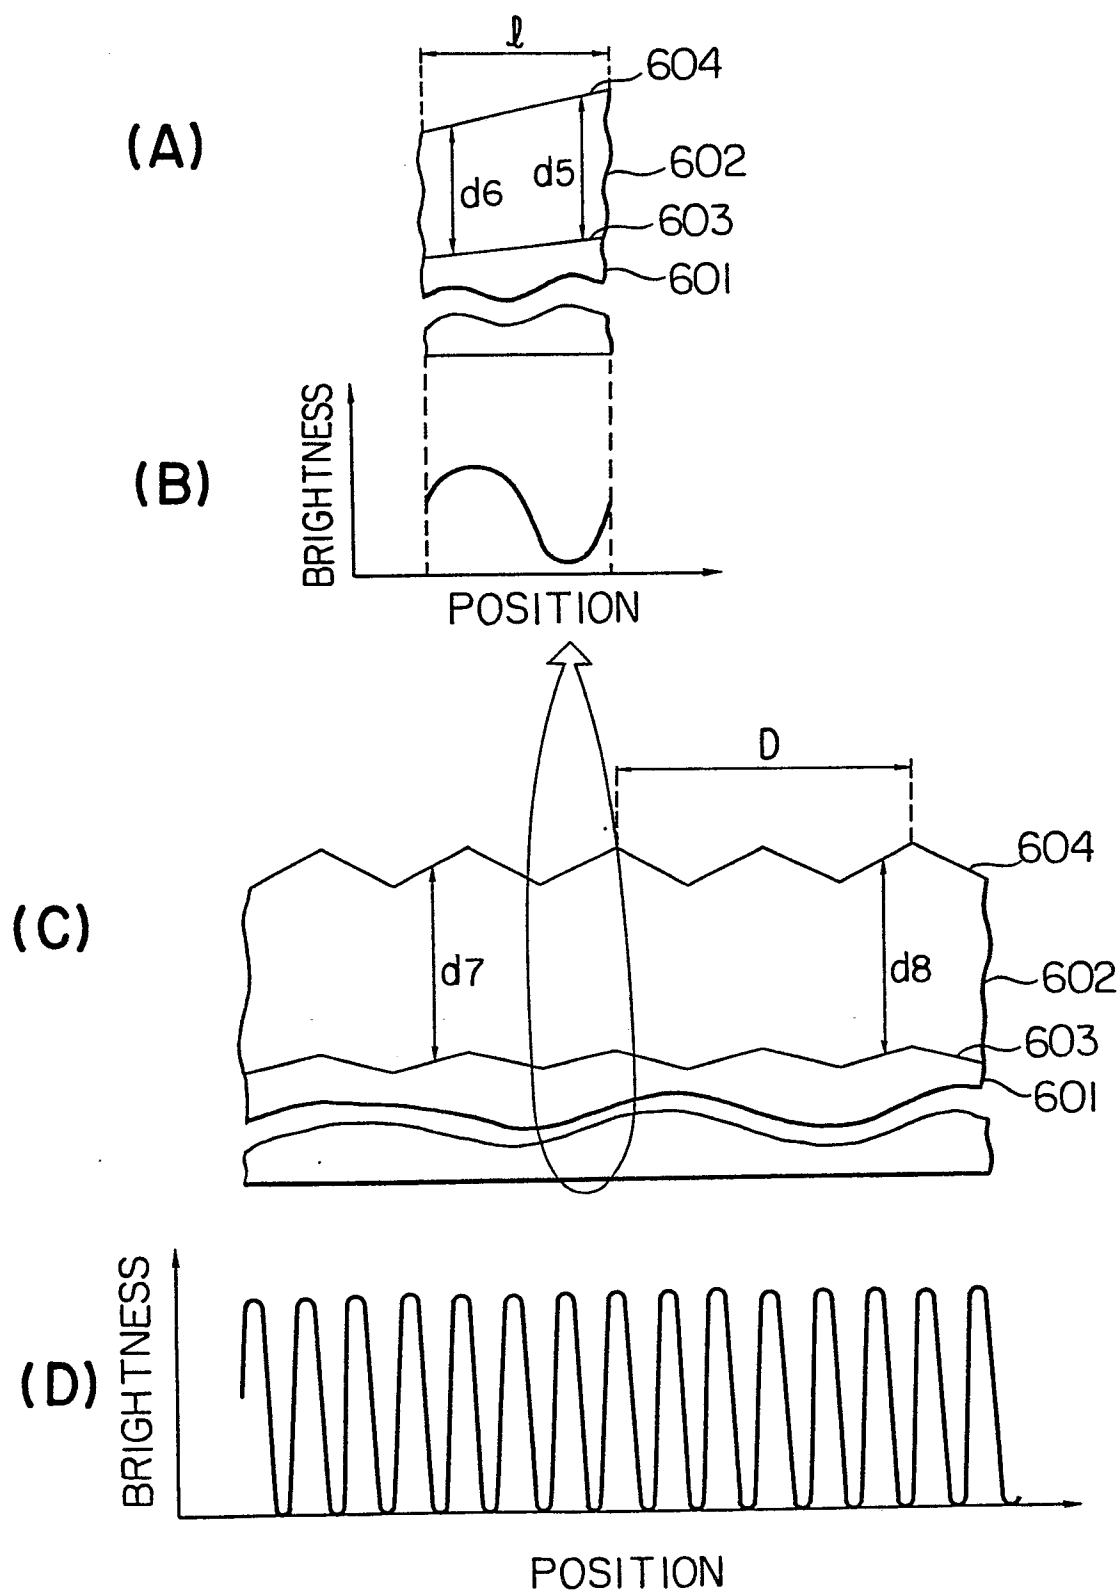 ℓ
604
(A)
602
d5
d6
603
601
BRIGHTNESS
(B)
POSITION
D
604
(C)
d7
d8
602
603
601
BRIGHTNESS
(D)
POSITION